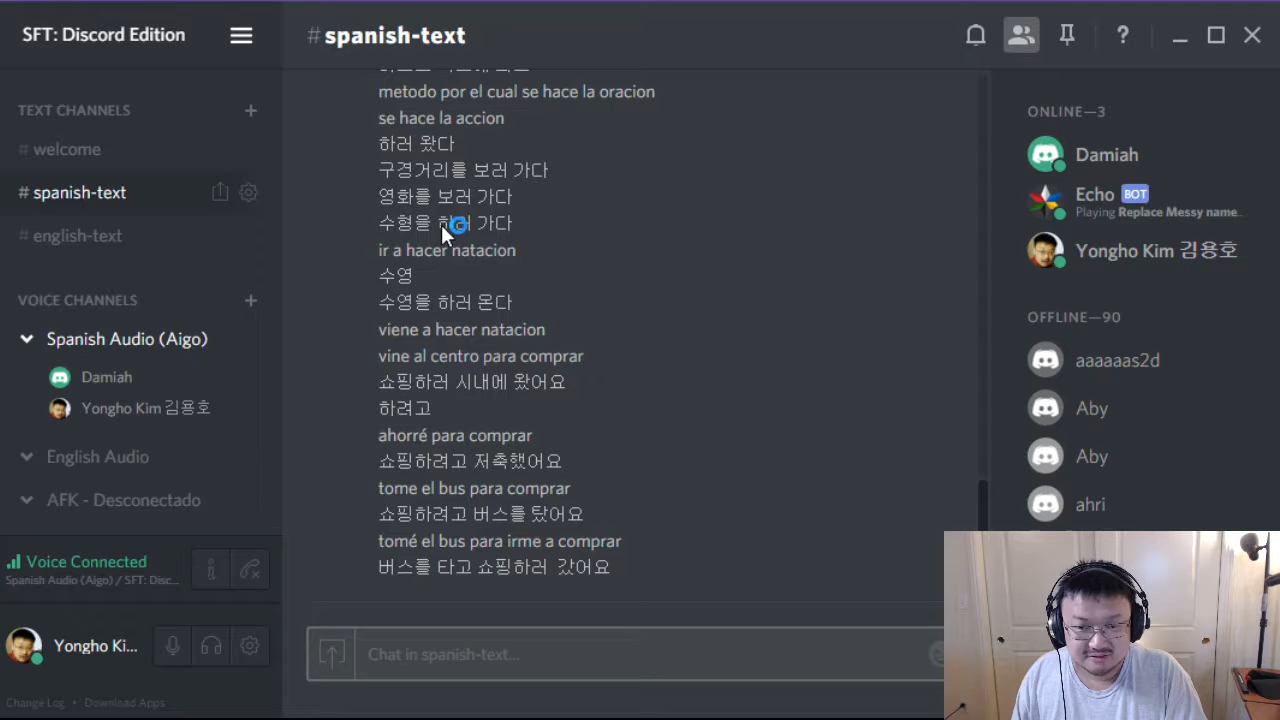 SFT: Discord Edition
#spanish-text
TEXT CHANNELS
# welcome
# spanish-text
# english-text
VOICE CHANNELS
Spanish Audio (Aigo)
Damiah
Yongho Kim 김용호
English Audio
AFK - Desconectado
Voice Connected
Spanish Audio (Aigo) / SFT: Disc...
Yongho Ki...
Change Log • Download Apps
metodo por el cual se hace la oracion
se hace la accion
하러 왔다
구경거리를 보러 가다
영화를 보러 가다
수형을 가다
ir a hacer natacion
수영
수영을 하러 몬다
viene a hacer natacion
vine al centro para comprar
쇼핑하러 시내에 왔어요
하려고
ahorré para comprar
쇼핑하려고 저축했어요
tome el bus para comprar
쇼핑하려고 버스를 탔어요
tomé el bus para irme a comprar
버스를 타고 쇼핑하러 갔어요
Chat in spanish-text...
ONLINE—3
Damiah
Echo BOT
Playing Replace Messy name...
Yongho Kim 김용호
OFFLINE—90
aaaaaas2d
Aby
Aby
ahri